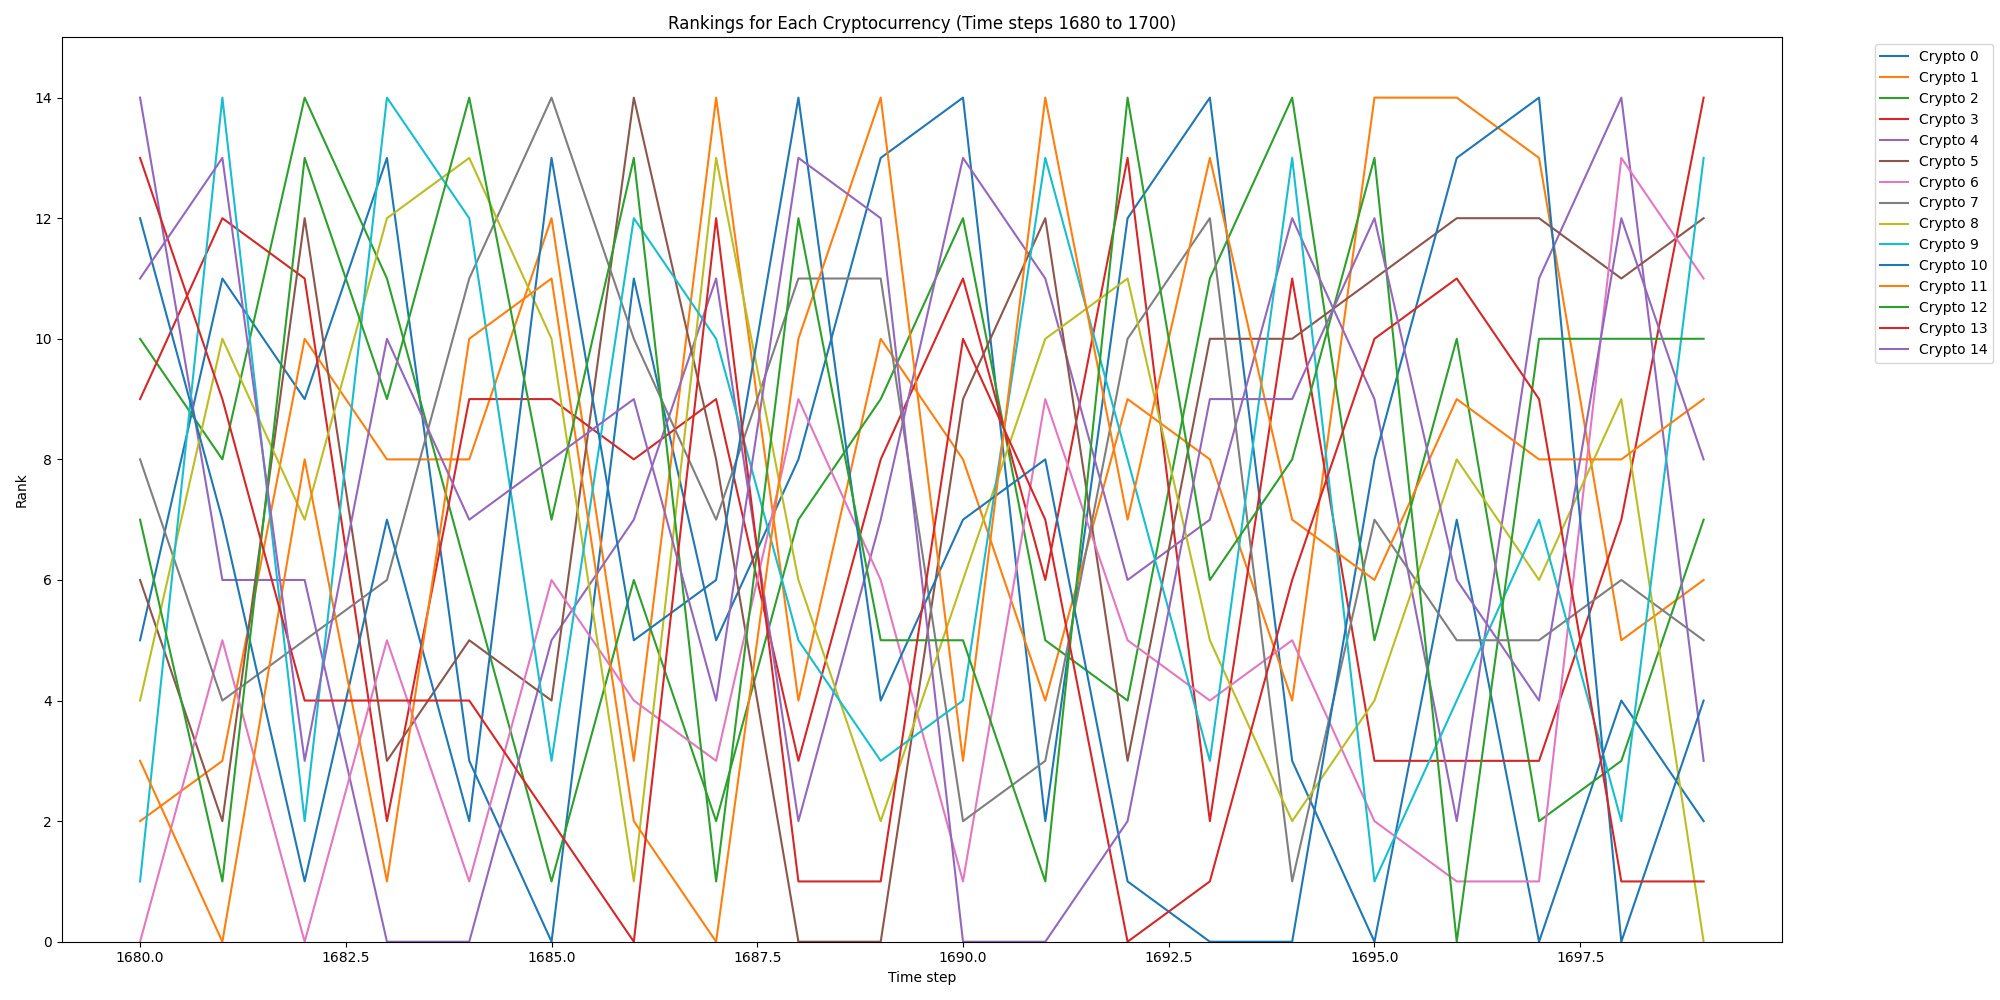 Rankings for Each Cryptocurrency (Time steps 1680 to 1700)
Rank
14
12
10
8
6
4
2
0
1680.0 1682.5 1685.0 1687.5 1690.0 1692.5 1695.0 1697.5
Time step
Crypto 0
Crypto 1
Crypto 2
Crypto 3
Crypto 4
Crypto 5
Crypto 6
Crypto 7
Crypto 8
Crypto 9
Crypto 10
Crypto 11
Crypto 12
Crypto 13
Crypto 14